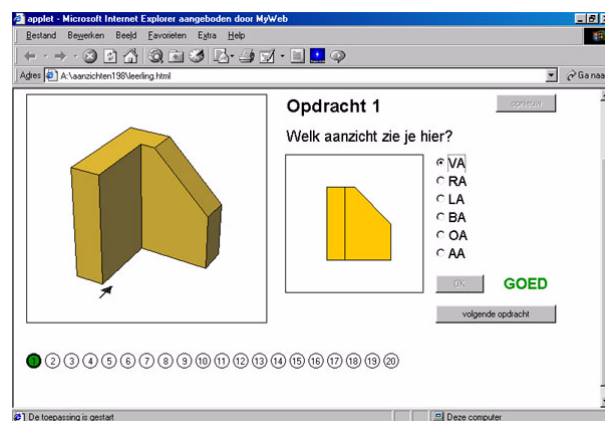 applet - Microsoft Internet Explorer aangeboden door MyWeb
Bestand Bewerken Beeld Favorieten Extra Help
Adres A:\aanzichten198\leerling.html Ga naar
Opdracht 1
opnieuw
Welk aanzicht zie je hier?
VA
RA
LA
BA
OA
AA
OK GOED
volgende opdracht
1 2 3 4 5 6 7 8 9 10 11 12 13 14 15 16 17 18 19 20
De toepassing is gestart Deze computer